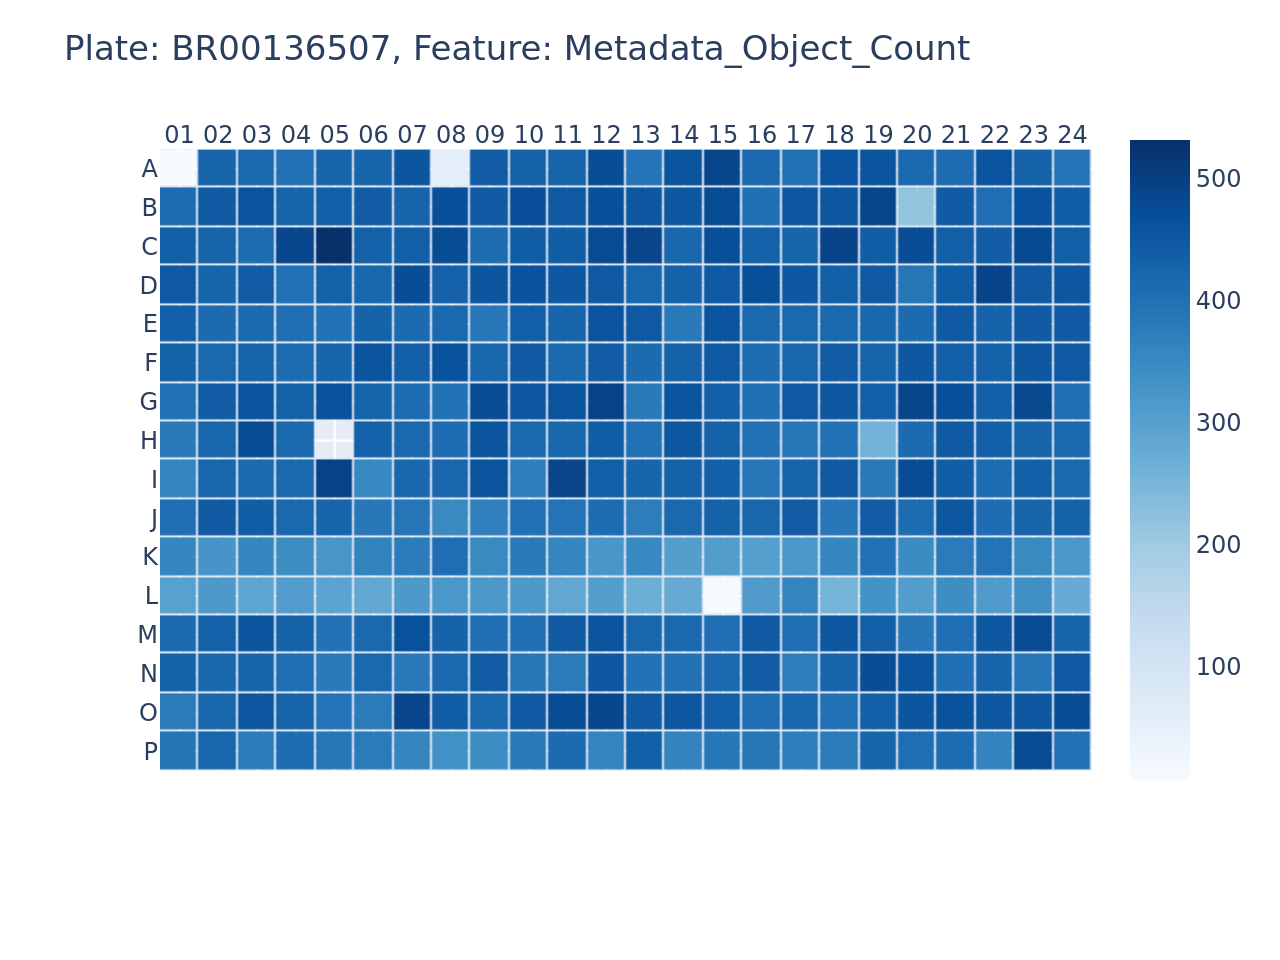 Plate: BR00136507, Feature: Metadata_Object_Count
01 02 03 04 05 06 07 08 09 10 11 12 13 14 15 16 17 18 19 20 21 22 23 24
A
B
C
D
E
F
G
H
I
J
K
L
M
N
O
P
500
400
300
200
100